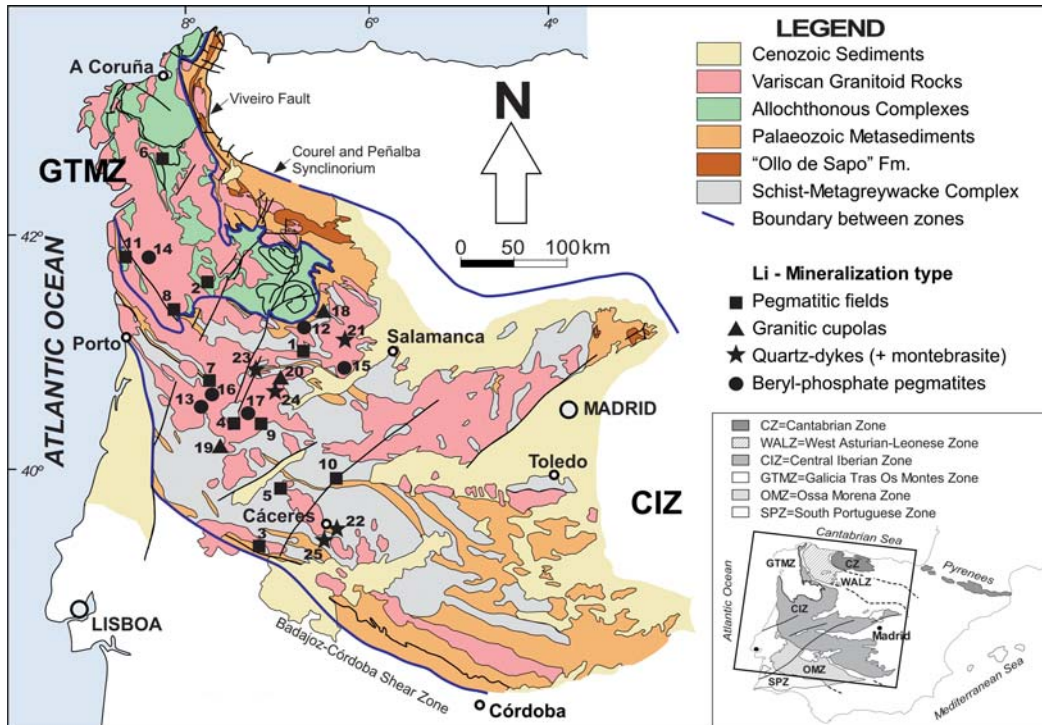 8°
6°
4°
A Coruña
Viveiro Fault
N
GTMZ
6
Courel and Peñalba
Synclinorium
42°
0 50 100 km
11
14
2
8
ATLANTIC OCEAN
Porto
18
12
21
1
Salamanca
23
15
20
7
16
24
13
17
4
9
MADRID
19
40°
10
Toledo
5
CIZ
Cáceres
22
3
25
LISBOA
Badajoz-Córdoba Shear Zone
Córdoba
LEGEND
Cenozoic Sediments
Variscan Granitoid Rocks
Allochthonous Complexes
Palaeozoic Metasediments
“Ollo de Sapo” Fm.
Schist-Metagreywacke Complex
Boundary between zones
Li - Mineralization type
Pegmatitic fields
Granitic cupolas
Quartz-dykes (+ montebrasite)
Beryl-phosphate pegmatites
CZ=Cantabrian Zone
WALZ=West Asturian-Leonese Zone
CIZ=Central Iberian Zone
GTMZ=Galicia Tras Os Montes Zone
OMZ=Ossa Morena Zone
SPZ=South Portuguese Zone
Cantabrian Sea
GTMZ
CZ
WALZ
Pyrenees
Atlantic Ocean
CIZ
Madrid
OMZ
SPZ
Mediterranean Sea